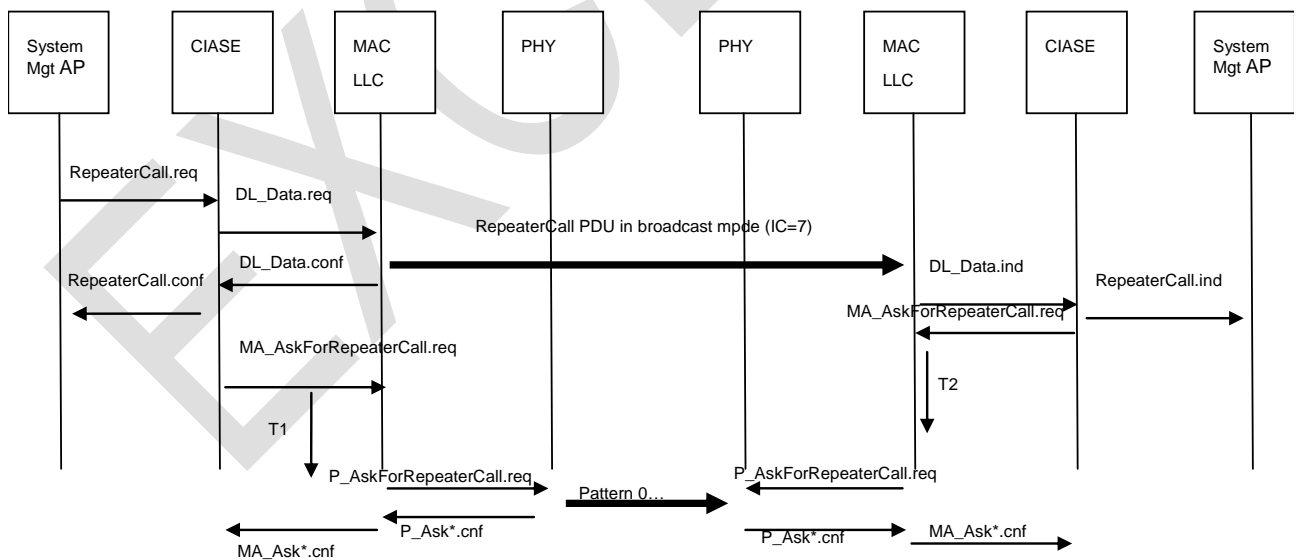 System
Mgt AP
CIASE
MAC
LLC
PHY
PHY
MAC
LLC
CIASE
System
Mgt AP
RepeaterCall.req
DL_Data.req
RepeaterCall PDU in broadcast mpde (IC=7)
DL_Data.conf
RepeaterCall.conf
DL_Data.ind
RepeaterCall.ind
MA_AskForRepeaterCall.req
MA_AskForRepeaterCall.req
T2
T1
P_AskForRepeaterCall.req
P_AskForRepeaterCall.req
Pattern 0…
P_Ask*.cnf
MA_Ask*.cnf
P_Ask*.cnf
MA_Ask*.cnf